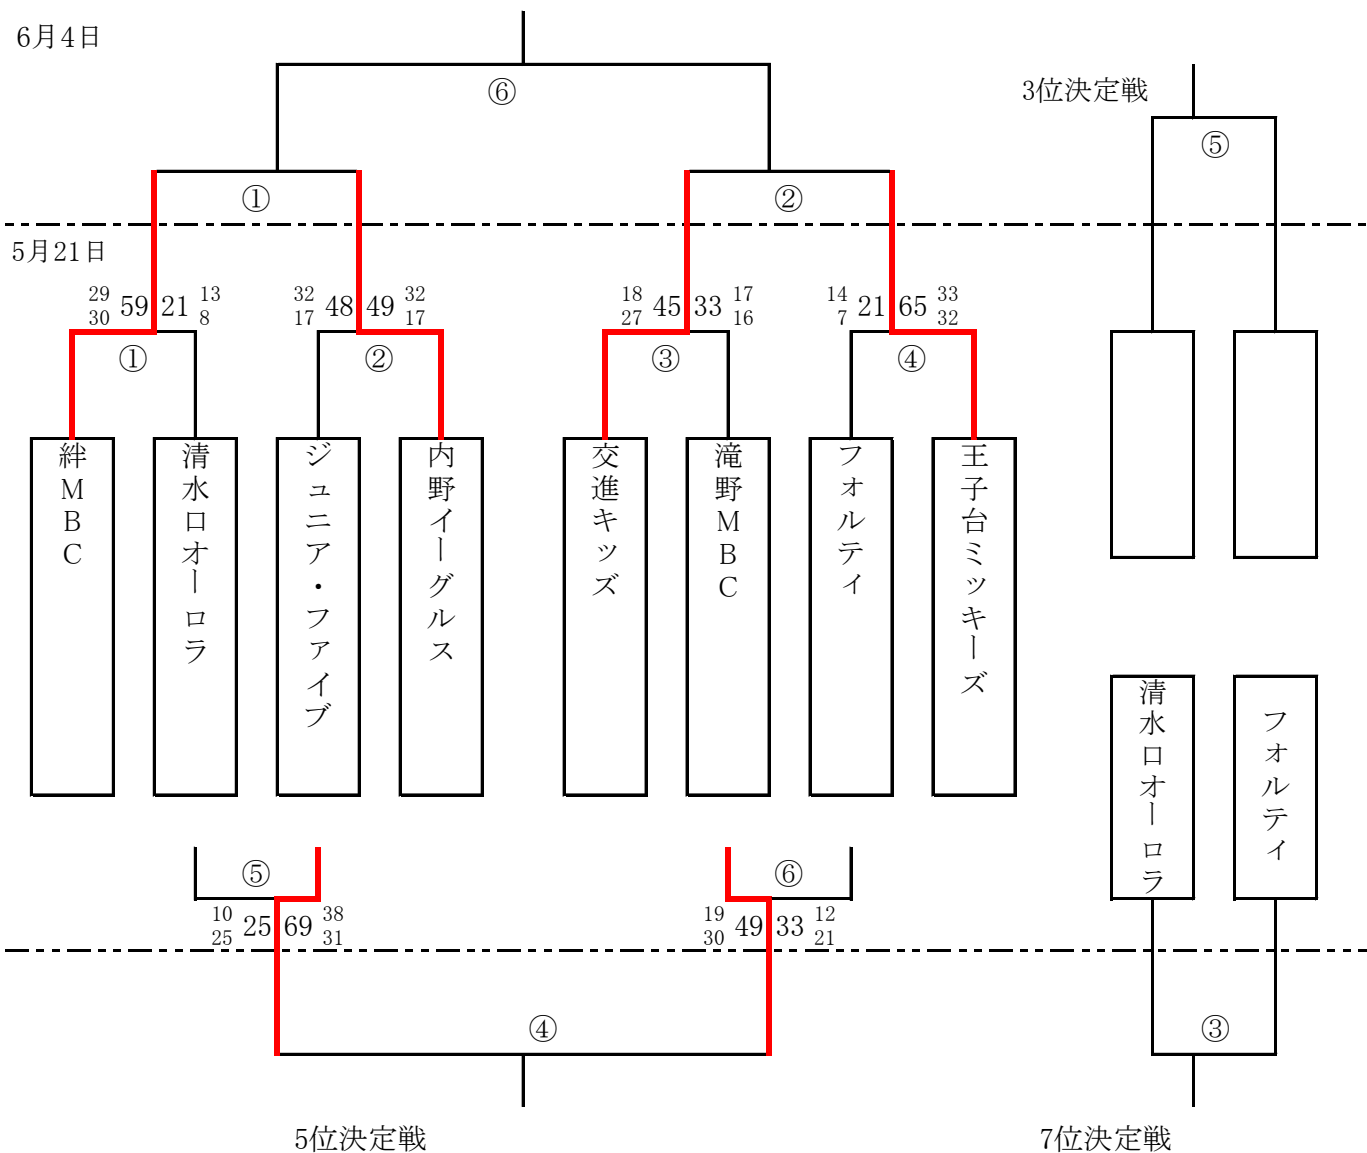 6月4日
⑥
3位決定戦
⑤
① ②
5月21日
29 59 21 13
30 8
32 48 49 32
17 17
18 45 33 17
27 16
14 21 65 33
7 32
① ② ③ ④
絆MBC
清水口オーロラ
ジュニア・ファイブ
内野イーグルス
交進キッズ
滝野MBC
フォルティ
王子台ミッキーズ
清水口オーロラ
フォルティ
⑤ ⑥
10 25 69 38
25 31
19 49 33 12
30 21
④ ③
5位決定戦
7位決定戦